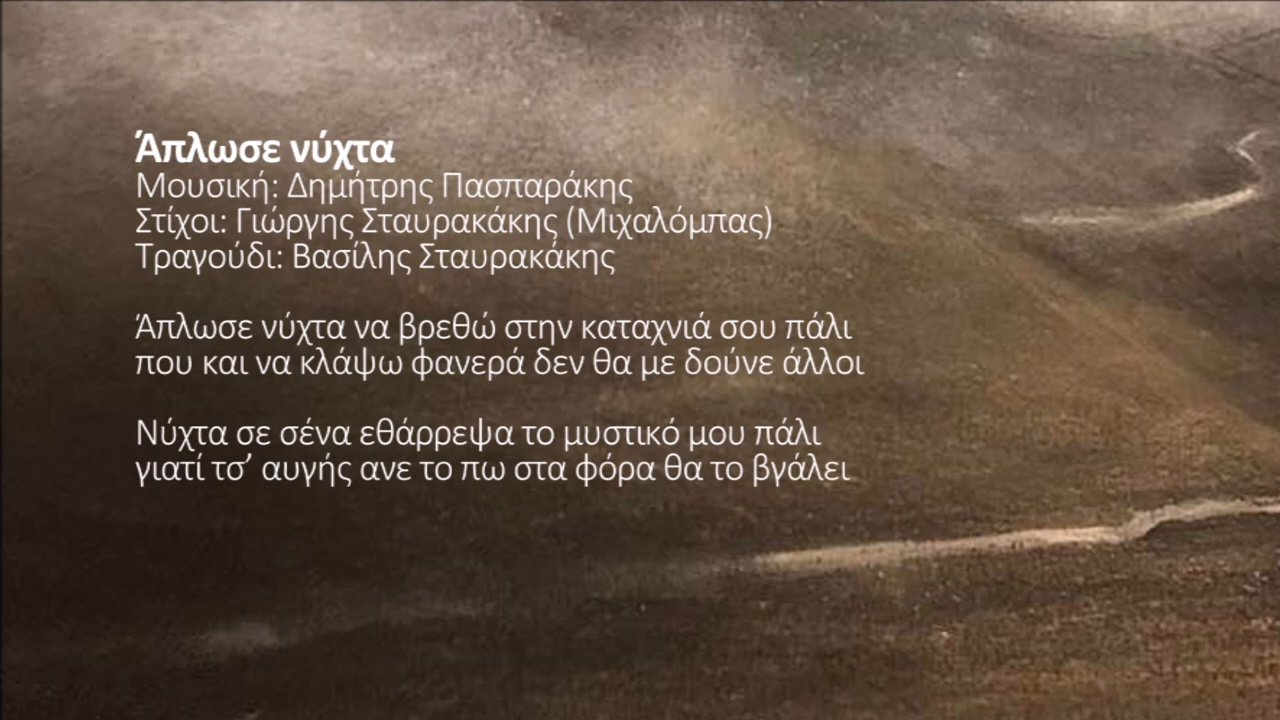 Άπλωσε νύχτα
Μουσική: Δημήτρης Πασπαράκης
Στίχοι: Γιώργης Σταυρακάκης (Μιχαλόμπας)
Τραγούδι: Βασίλης Σταυρακάκης
Άπλωσε νύχτα να βρεθώ στην καταχνιά σου πάλι
που και να κλάψω φανερά δεν θα με δούνε άλλοι
Νύχτα σε σένα εθάρρεψα το μυστικό μου πάλι
γιατί τσ’ αυγής ανε το πω στα φόρα θα το βγάλει